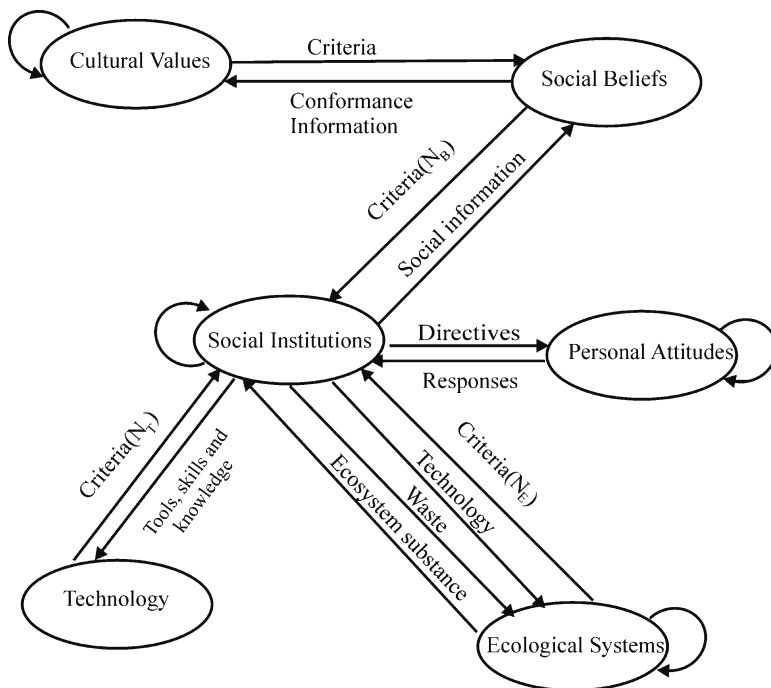 Cultural Values
Criteria
Social Beliefs
Conformance
Information
Criteria(N_B)
Social information
Social Institutions
Directives
Personal Attitudes
Responses
Criteria(N_T)
Tools, skills and
knowledge
Ecosystem substance
Waste
Technology
Criteria(N_E)
Technology
Ecological Systems